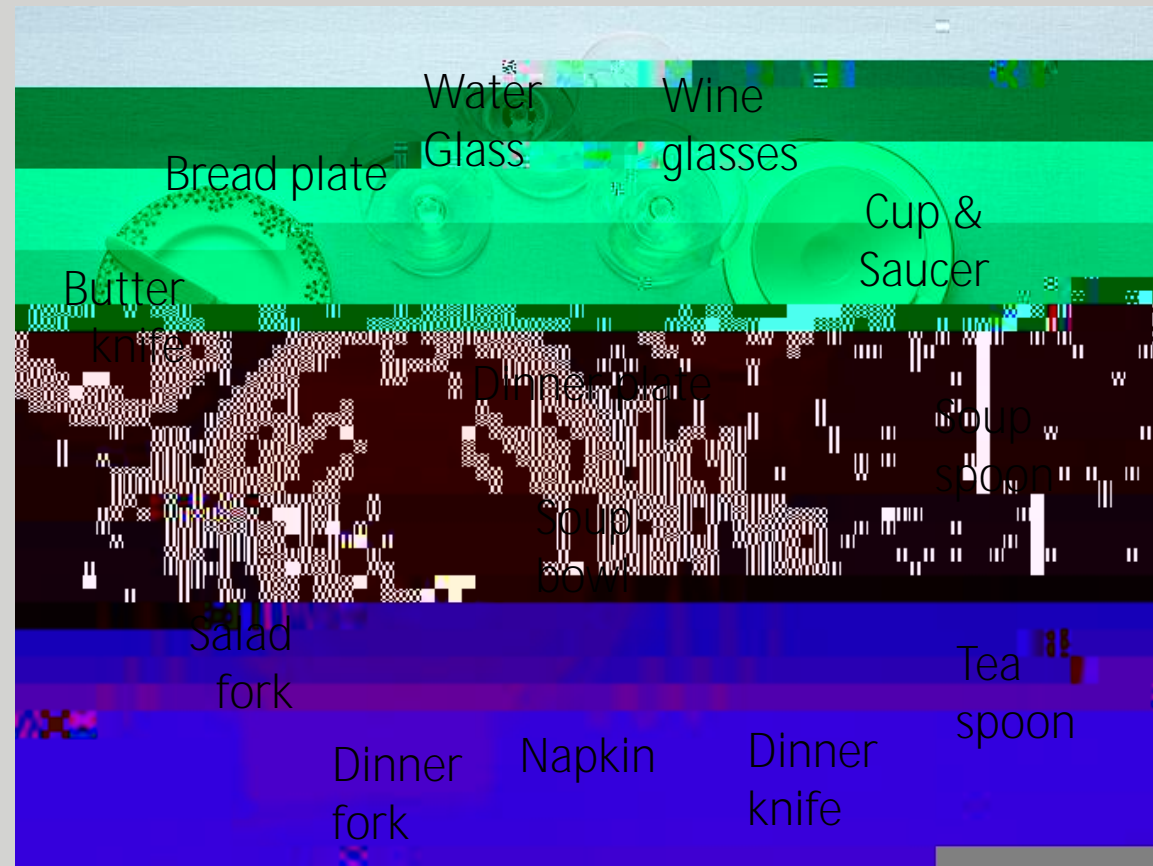 Water
Glass
Wine
glasses
Bread plate
Cup &
Saucer
Butter
knife
Dinner plate
Soup
spoon
Soup
bowl
Salad
fork
Tea
spoon
Dinner
fork
Napkin
Dinner
knife